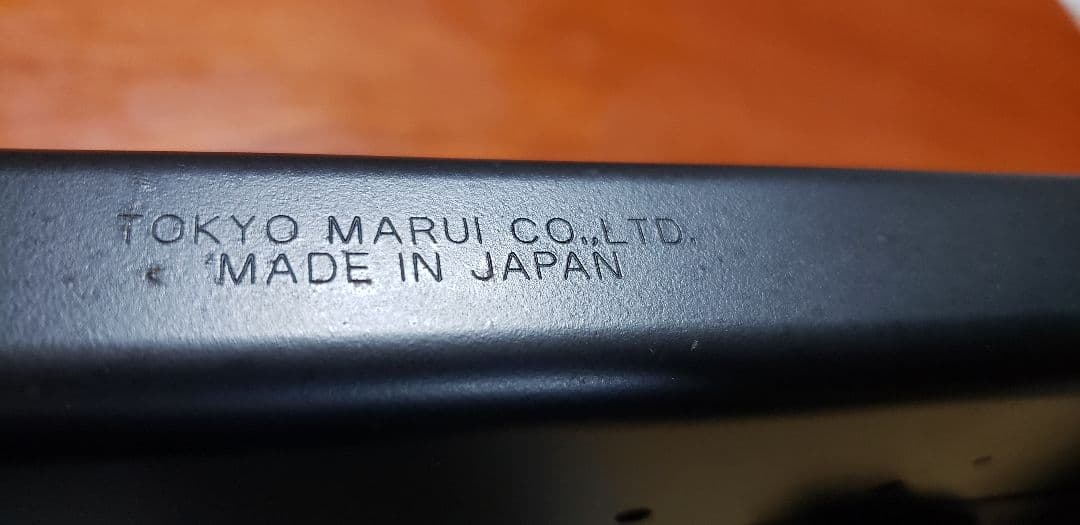 TOKYO MARUI CO.,LTD.
MADE IN JAPAN